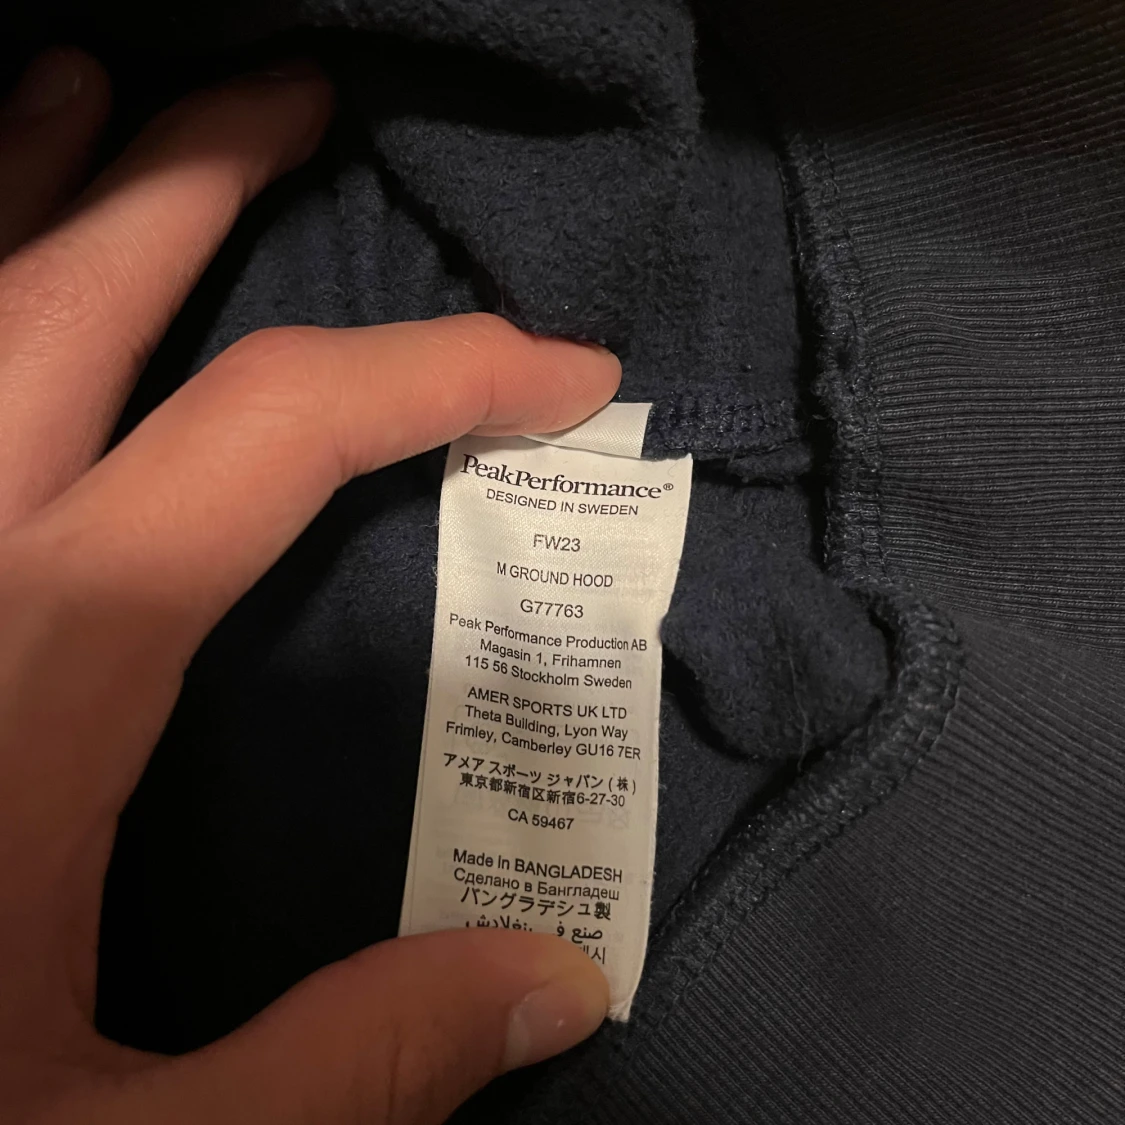 PeakPerformance®
DESIGNED IN SWEDEN
FW23
M GROUND HOOD
G77763
Peak Performance Production AB
Magasin 1, Frihamnen
115 56 Stockholm Sweden
AMER SPORTS UK LTD
Theta Building, Lyon Way
Frimley, Camberley GU16 7ER
アメア スポーツ ジャパン (株)
東京都新宿区新宿6-27-30
CA 59467
Made In BANGLADESH
Сделано в Бангладеш
バングラデシュ製
صنع في